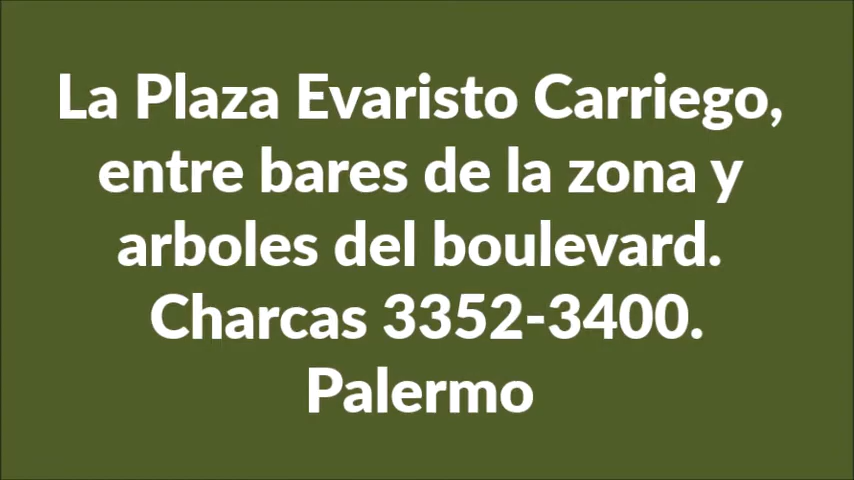 La Plaza Evaristo Carriego,
entre bares de la zona y
arboles del boulevard.
Charcas 3352-3400.
Palermo